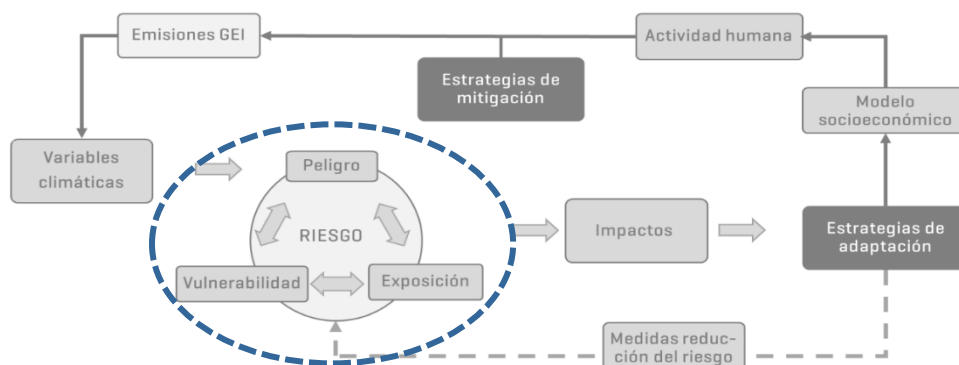 Emisiones GEI
Actividad humana
Estrategias de
mitigación
Modelo
socioeconómico
Variables
climáticas
Peligro
RIESGO
Vulnerabilidad
Exposición
Impactos
Estrategias de
adaptación
Medidas reduc-
ción del riesgo